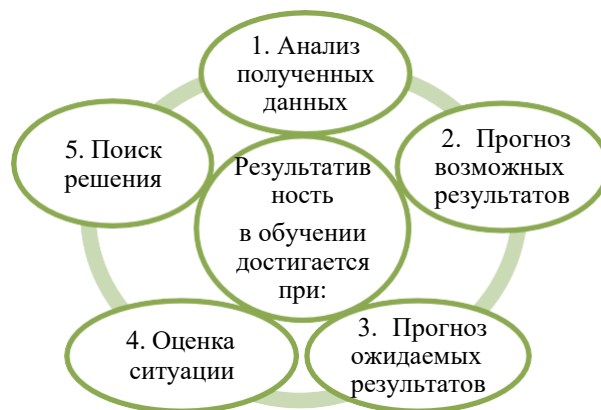 1. Анализ
полученных
данных
2. Прогноз
возможных
результатов
3. Прогноз
ожидаемых
результатов
4. Оценка
ситуации
5. Поиск
решения
Результатив
ность
в обучении
достигается
при: